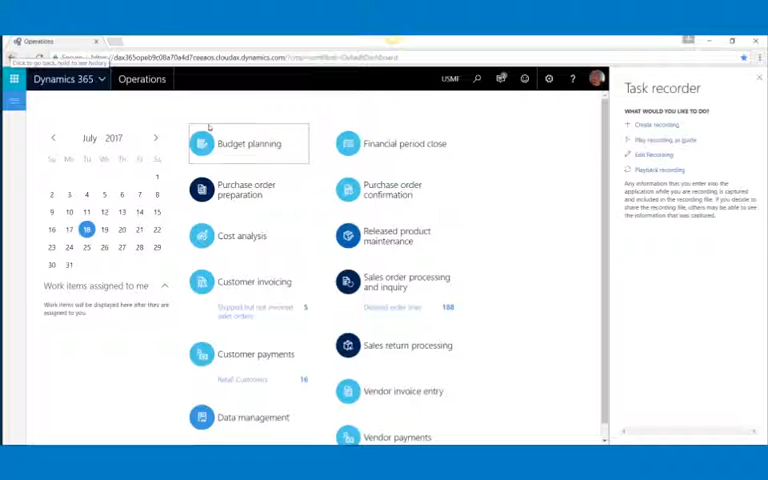 Operations
Click to go back, hold to see history
Dynamics 365
Operations
USMF
?
July 2017
Su Mo Tu We Th Fr Sa
1
2 3 4 5 6 7 8
9 10 11 12 13 14 15
16 17 18 19 20 21 22
23 24 25 26 27 28 29
30 31
Work items assigned to me
Work items will be displayed here after they are
assigned to you.
Budget planning
Purchase order
preparation
Cost analysis
Customer invoicing
Shipped but not invoiced
sales orders
5
Customer payments
Retail Customers
16
Data management
Financial period close
Purchase order
confirmation
Released product
maintenance
Sales order processing
and inquiry
Delayed order lines
188
Sales return processing
Vendor invoice entry
Vendor payments
Task recorder
WHAT WOULD YOU LIKE TO DO?
Create recording
Play recording as guide
Edit Recording
Playback recording
Any information that you enter into the
application while you are recording is captured
and included in the recording file. If you decide to
share the recording file, others may be able to see
the information that was captured.